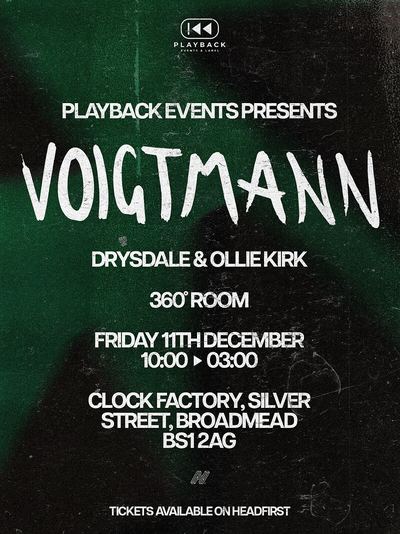 PLAYBACK
EVENTS & LABEL
PLAYBACK EVENTS PRESENTS
VOIGTMANN
DRYSDALE & OLLIE KIRK
360° ROOM
FRIDAY 11TH DECEMBER
10:00 ▶ 03:00
CLOCK FACTORY, SILVER
STREET, BROADMEAD
BS1 2AG
TICKETS AVAILABLE ON HEADFIRST